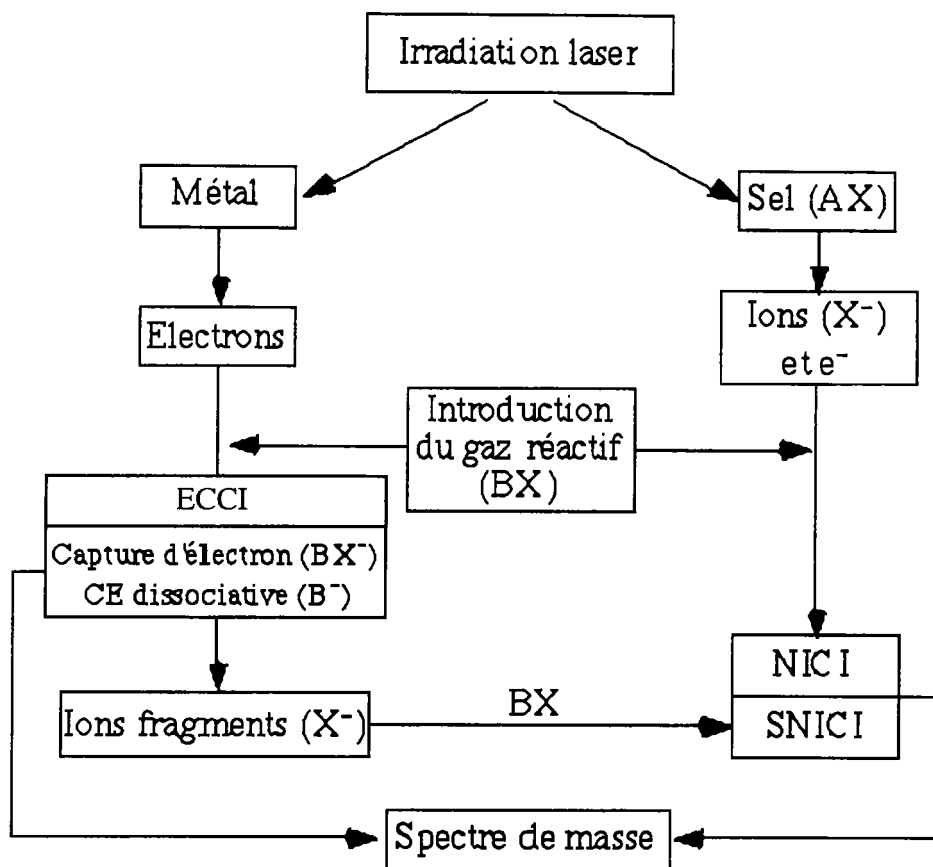 Irradiation laser
Métal
Sel (AX)
Electrons
Ions (X⁻)
et e⁻
Introduction
du gaz réactif
(BX)
ECCI
Capture d'électron (BX⁻)
CE dissociative (B⁻)
NICI
Ions fragments (X⁻)
BX
SNICI
Spectre de masse